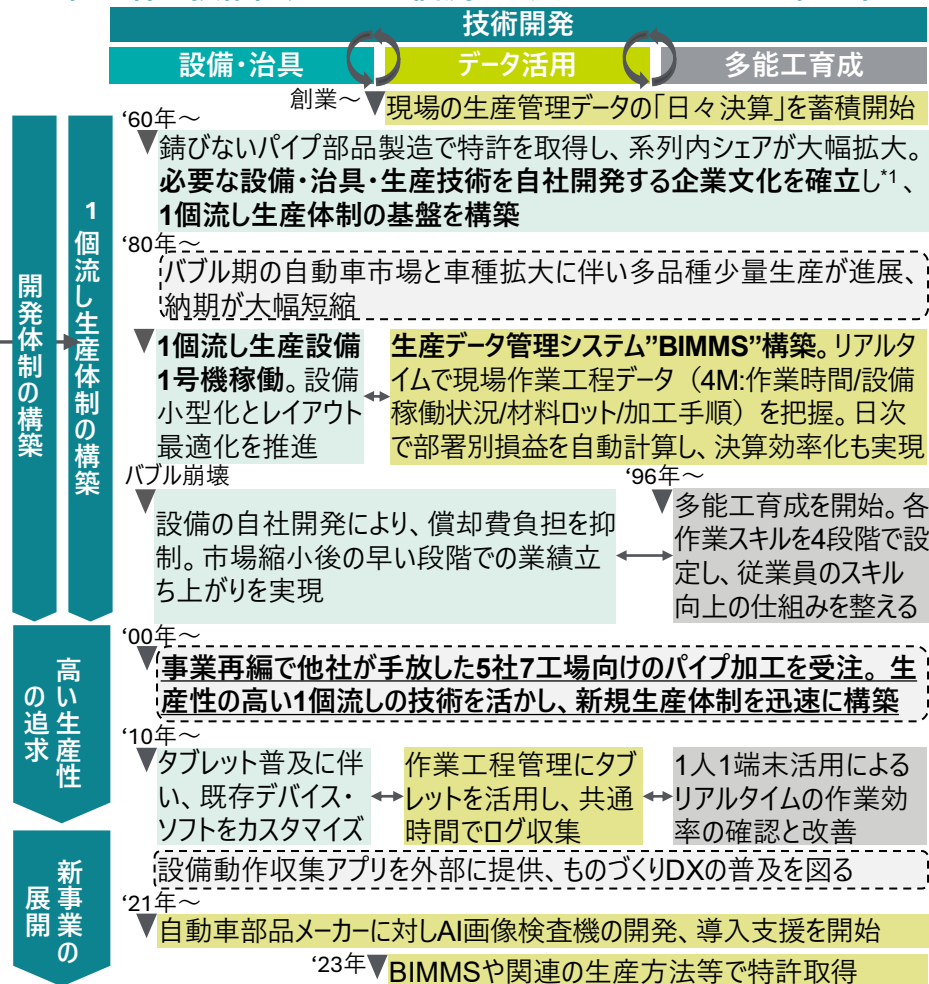 技術開発
設備・治具
データ活用
多能工育成
創業～
現場の生産管理データの「日々決算」を蓄積開始
‘60年～
錆びないパイプ部品製造で特許を取得し、系列内シェアが大幅拡大。
必要な設備・治具・生産技術を自社開発する企業文化を確立し*1、
1個流し生産体制の基盤を構築
‘80年～
バブル期の自動車市場と車種拡大に伴い多品種少量生産が進展、
納期が大幅短縮
1個流し生産設備
1号機稼働。設備
小型化とレイアウト
最適化を推進
生産データ管理システム”BIMMS”構築。リアルタ
イムで現場作業工程データ（4M:作業時間/設備
稼働状況/材料ロット/加工手順）を把握。日次
で部署別損益を自動計算し、決算効率化も実現
バブル崩壊
設備の自社開発により、償却費負担を抑
制。市場縮小後の早い段階での業績立
ち上がりを実現
‘96年～
多能工育成を開始。各
作業スキルを4段階で設
定し、従業員のスキル
向上の仕組みを整える
開発体制の構築
1個流し生産体制の構築
‘00年～
事業再編で他社が手放した5社7工場向けのパイプ加工を受注。生
産性の高い1個流しの技術を活かし、新規生産体制を迅速に構築
‘10年～
タブレット普及に伴
い、既存デバイス・
ソフトをカスタマイズ
作業工程管理にタブ
レットを活用し、共通
時間でログ収集
1人1端末活用による
リアルタイムの作業効
率の確認と改善
高い生産性
の追求
設備動作収集アプリを外部に提供、ものづくりDXの普及を図る
‘21年～
自動車部品メーカーに対しAI画像検査機の開発、導入支援を開始
‘23年
BIMMSや関連の生産方法等で特許取得
新事業の
展開